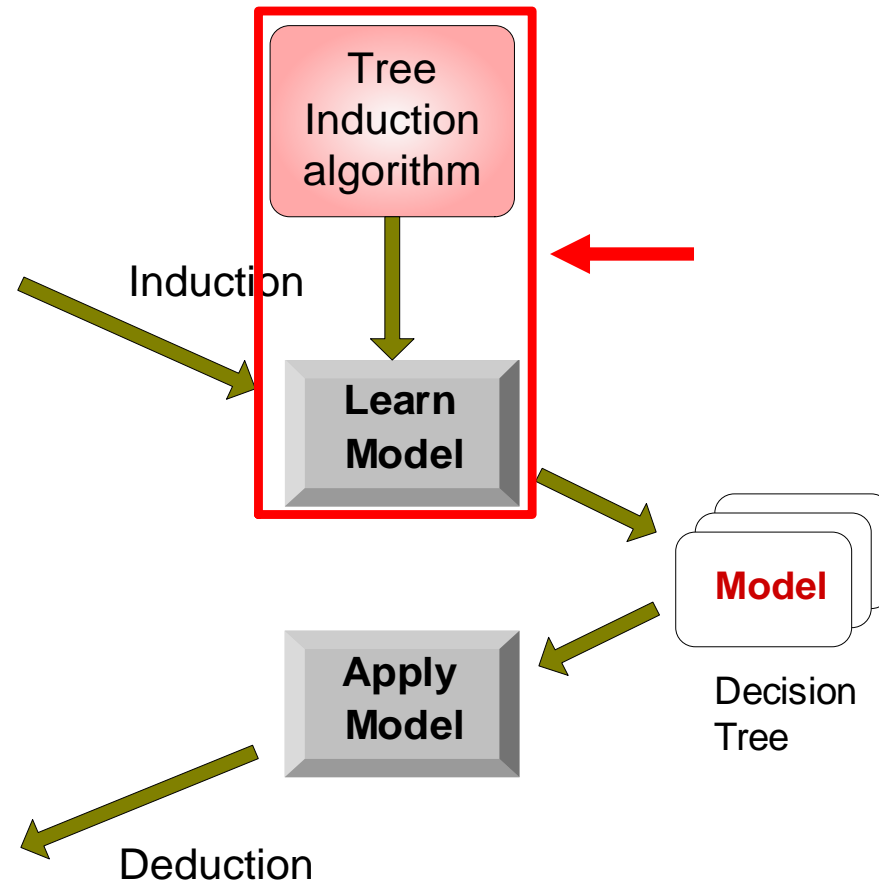 Tree
Induction
algorithm
Induction
Learn
Model
Model
Decision
Tree
Apply
Model
Deduction